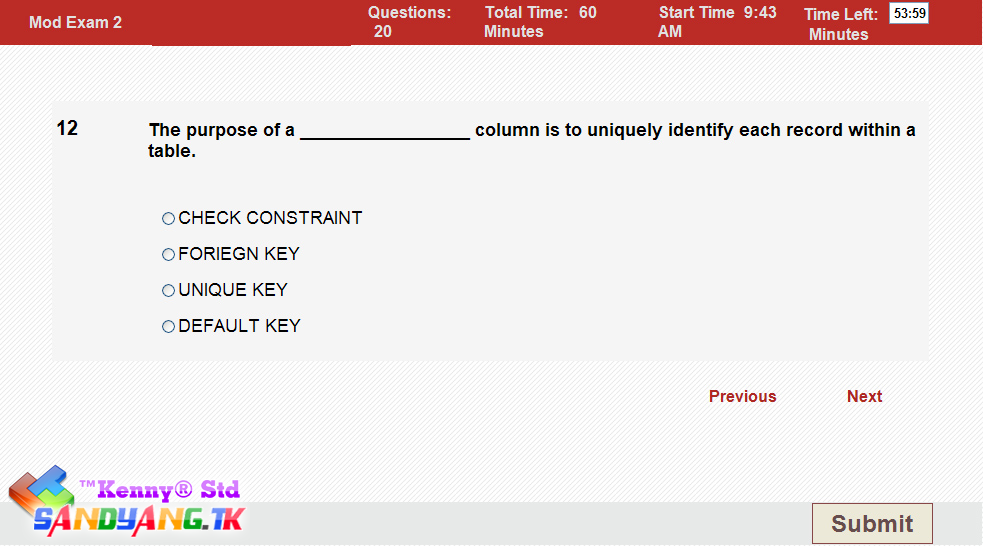 Mod Exam 2
Questions:
20
Total Time: 60
Minutes
Start Time 9:43
AM
Time Left: 53:59
Minutes
12
The purpose of a _________________ column is to uniquely identify each record within a
table.
CHECK CONSTRAINT
FORIEGN KEY
UNIQUE KEY
DEFAULT KEY
Previous
Next
™Kenny® Std
SANDYANG.TK
Submit